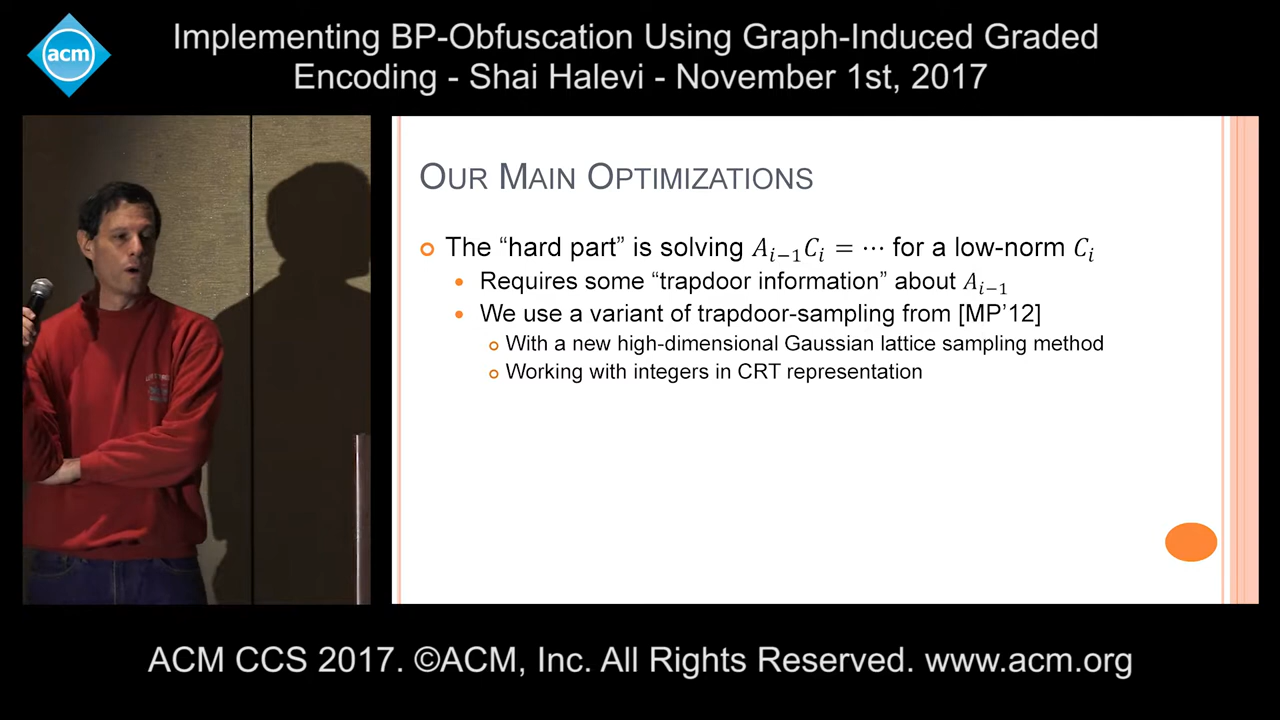 acm
Implementing BP-Obfuscation Using Graph-Induced Graded
Encoding - Shai Halevi - November 1st, 2017
OUR MAIN OPTIMIZATIONS
The “hard part” is solving A_{i−1}C_i = ⋯ for a low-norm C_i
Requires some “trapdoor information” about A_{i−1}
We use a variant of trapdoor-sampling from [MP’12]
With a new high-dimensional Gaussian lattice sampling method
Working with integers in CRT representation
ACM CCS 2017. ©ACM, Inc. All Rights Reserved. www.acm.org